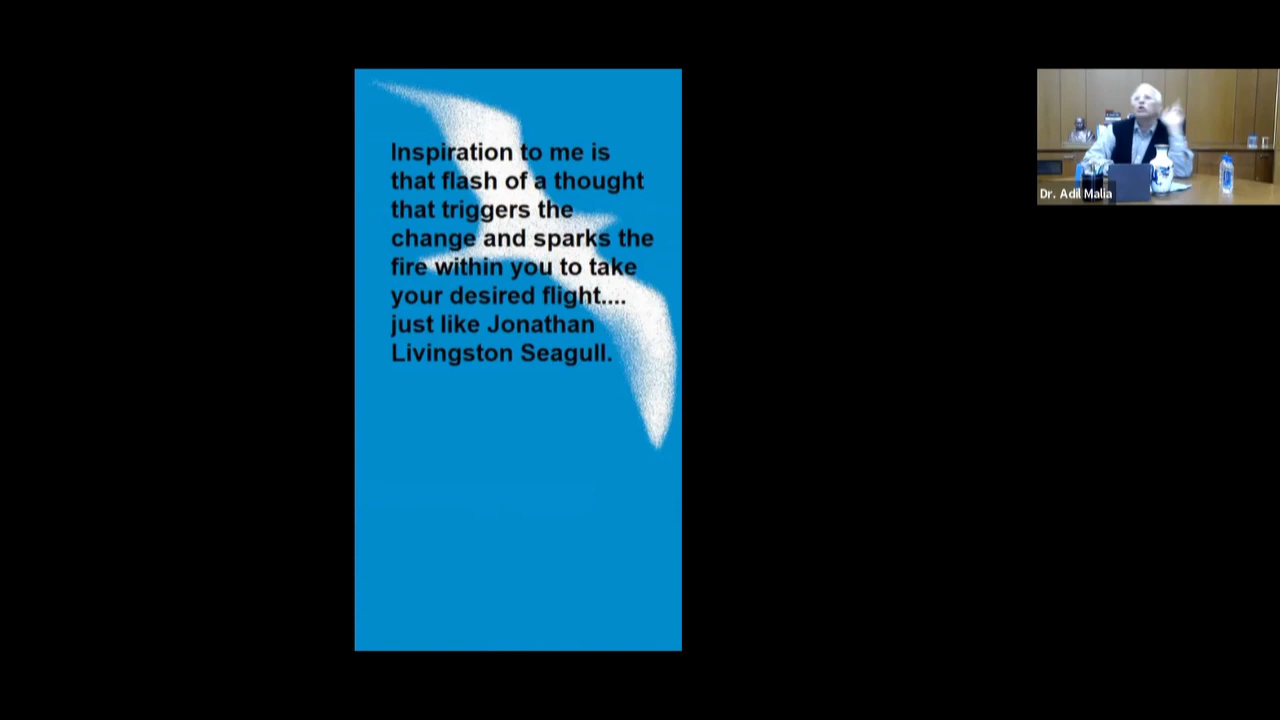 Inspiration to me is
that flash of a thought
that triggers the
change and sparks the
fire within you to take
your desired flight....
just like Jonathan
Livingston Seagull.
Dr. Adil Malia